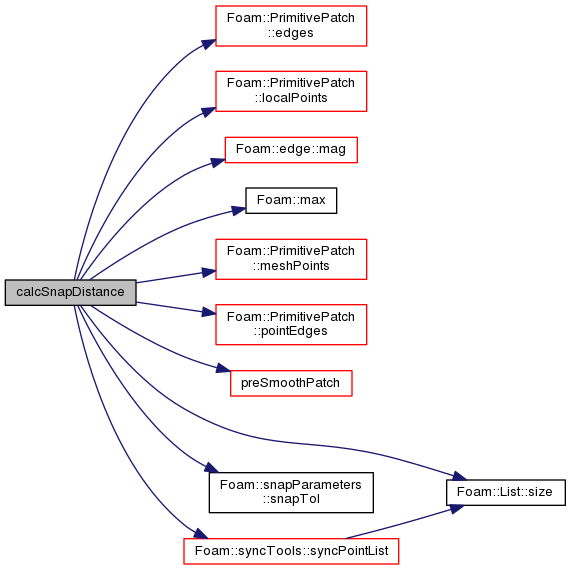 Foam::PrimitivePatch
::edges
Foam::PrimitivePatch
::localPoints
Foam::edge::mag
Foam::max
Foam::PrimitivePatch
::meshPoints
calcSnapDistance
Foam::PrimitivePatch
::pointEdges
preSmoothPatch
Foam::snapParameters
::snapTol
Foam::List::size
Foam::syncTools::syncPointList